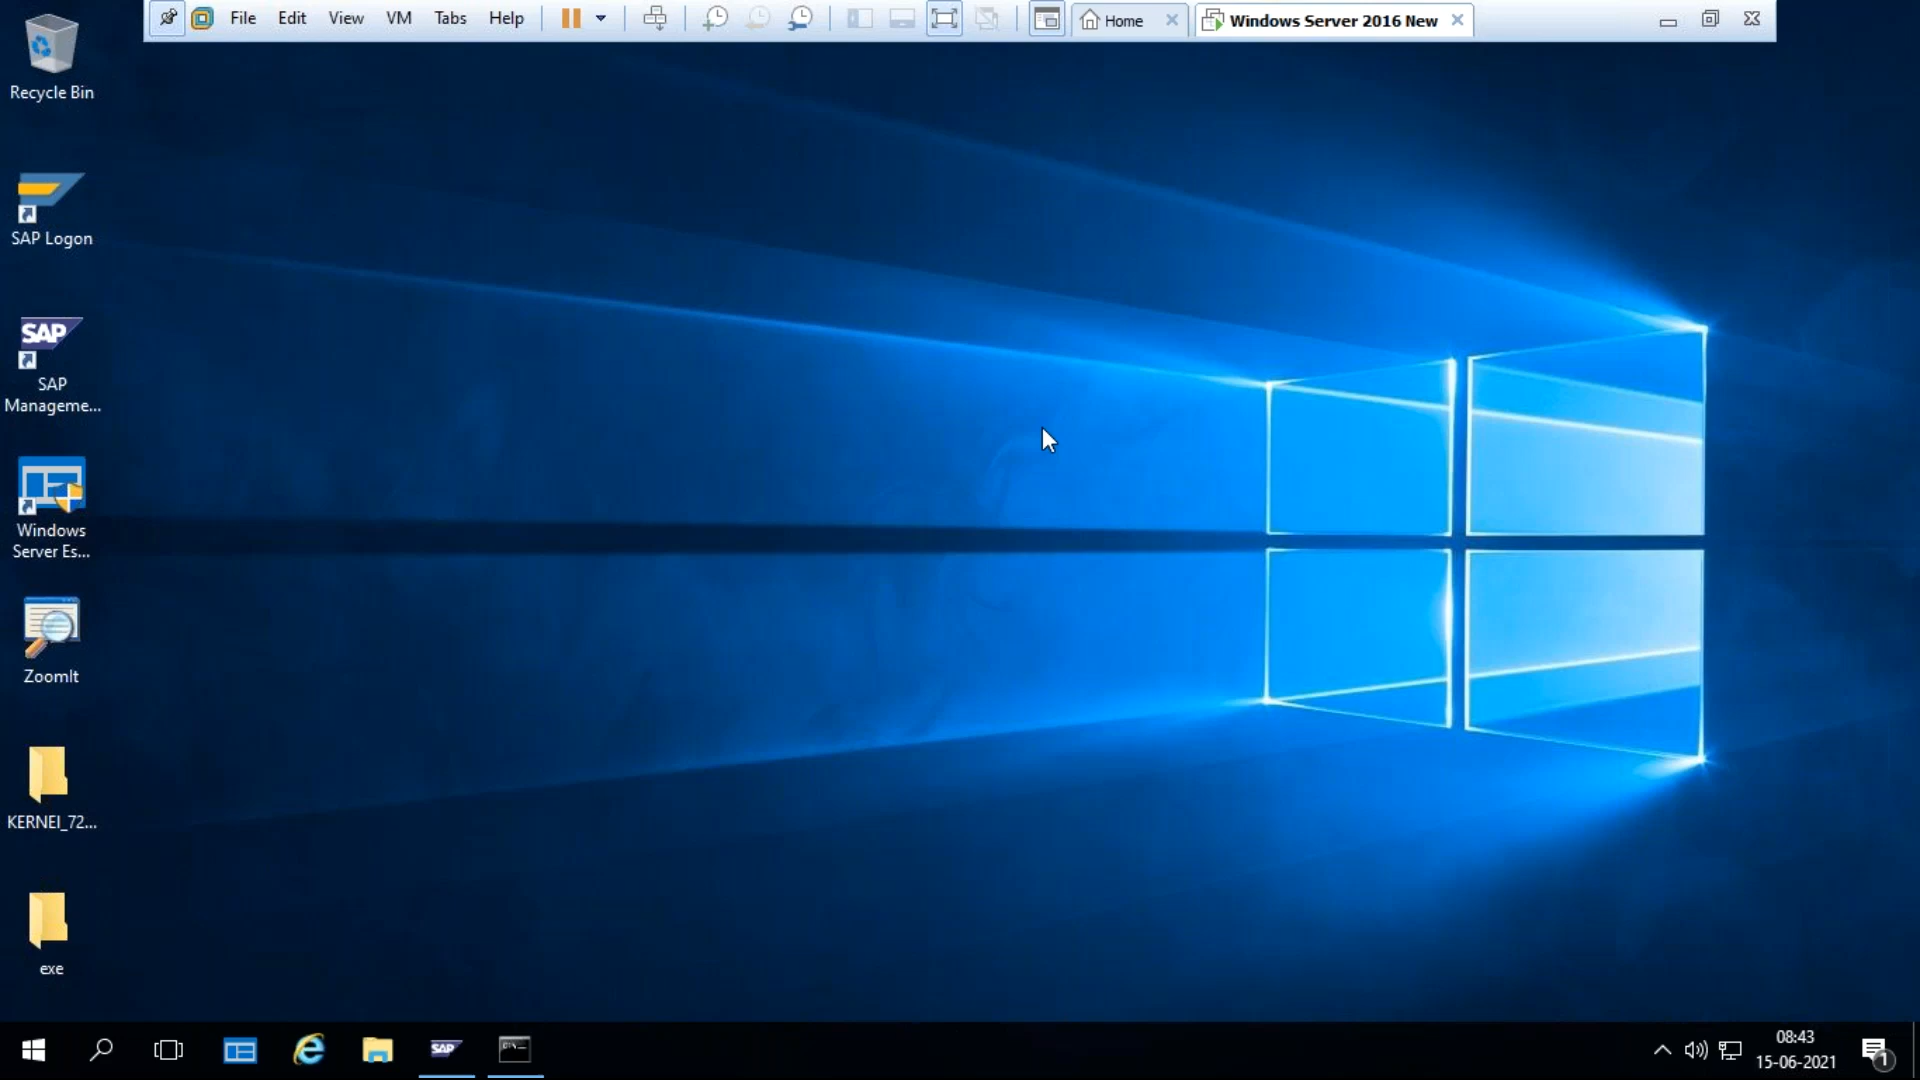 File Edit View VM Tabs Help Home Windows Server 2016 New
Recycle Bin
SAP Logon
SAP
SAP
Manageme...
Windows
Server Es...
ZoomIt
KERNEl_72...
exe
SAP
08:43
15-06-2021
1